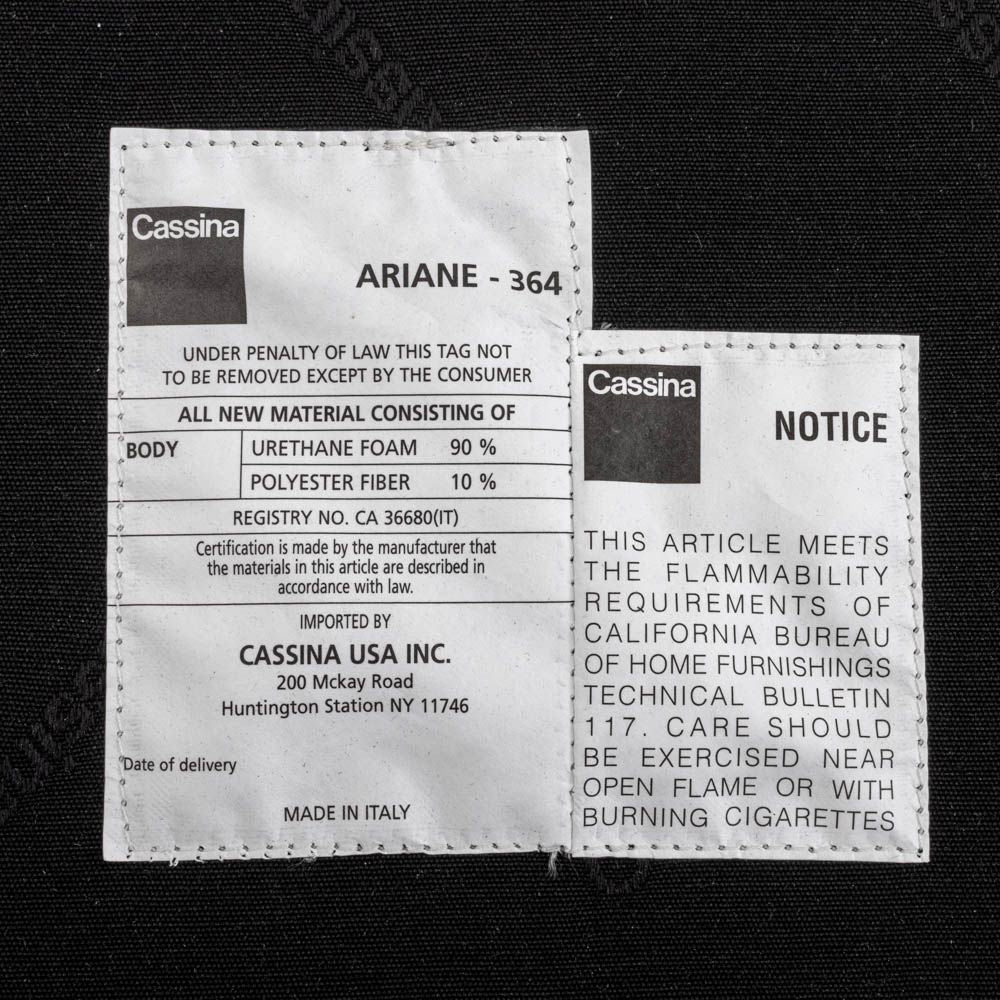 Cassina
ARIANE - 364
UNDER PENALTY OF LAW THIS TAG NOT
TO BE REMOVED EXCEPT BY THE CONSUMER
ALL NEW MATERIAL CONSISTING OF
BODY URETHANE FOAM 90 %
POLYESTER FIBER 10 %
REGISTRY NO. CA 36680(IT)
Certification is made by the manufacturer that
the materials in this article are described in
accordance with law.
IMPORTED BY
CASSINA USA INC.
200 Mckay Road
Huntington Station NY 11746
Date of delivery
MADE IN ITALY
Cassina
NOTICE
THIS ARTICLE MEETS
THE FLAMMABILITY
REQUIREMENTS OF
CALIFORNIA BUREAU
OF HOME FURNISHINGS
TECHNICAL BULLETIN
117. CARE SHOULD
BE EXERCISED NEAR
OPEN FLAME OR WITH
BURNING CIGARETTES